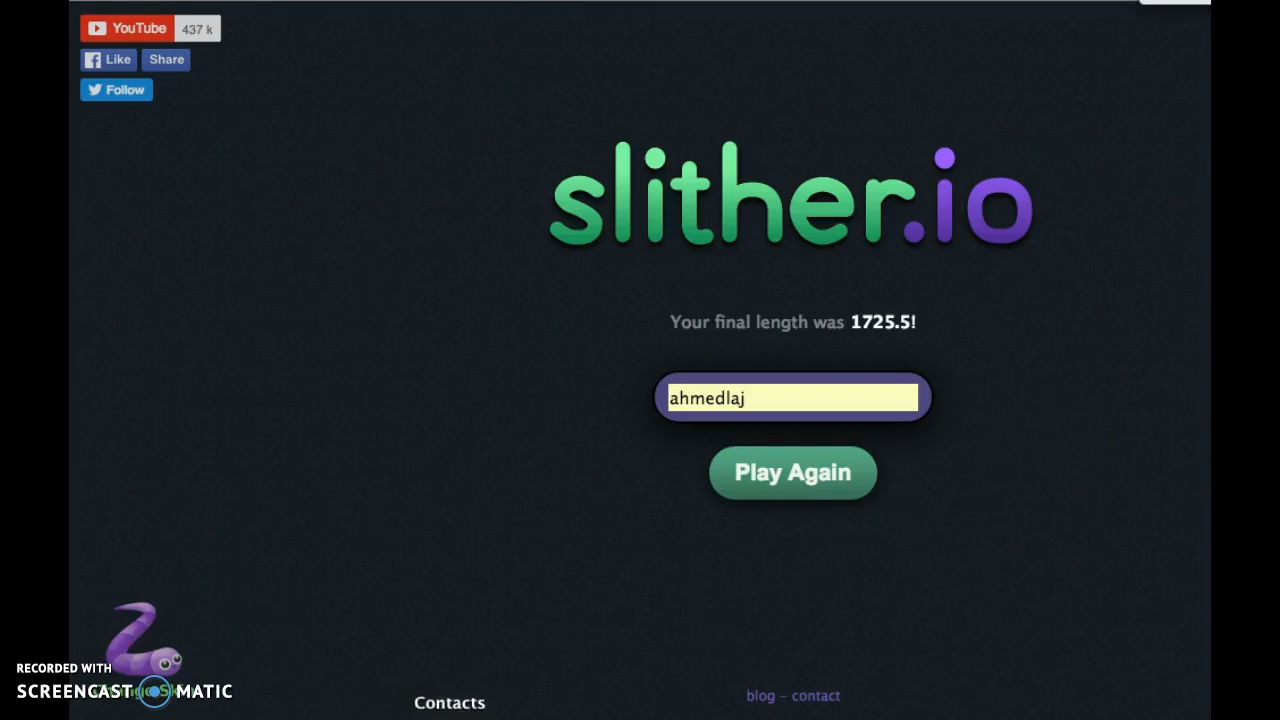 YouTube 437 k
Like Share
Follow
slither.io
Your final length was 1725.5!
ahmedlaj
Play Again
RECORDED WITH
SCREENCAST MATIC
Contacts
blog - contact